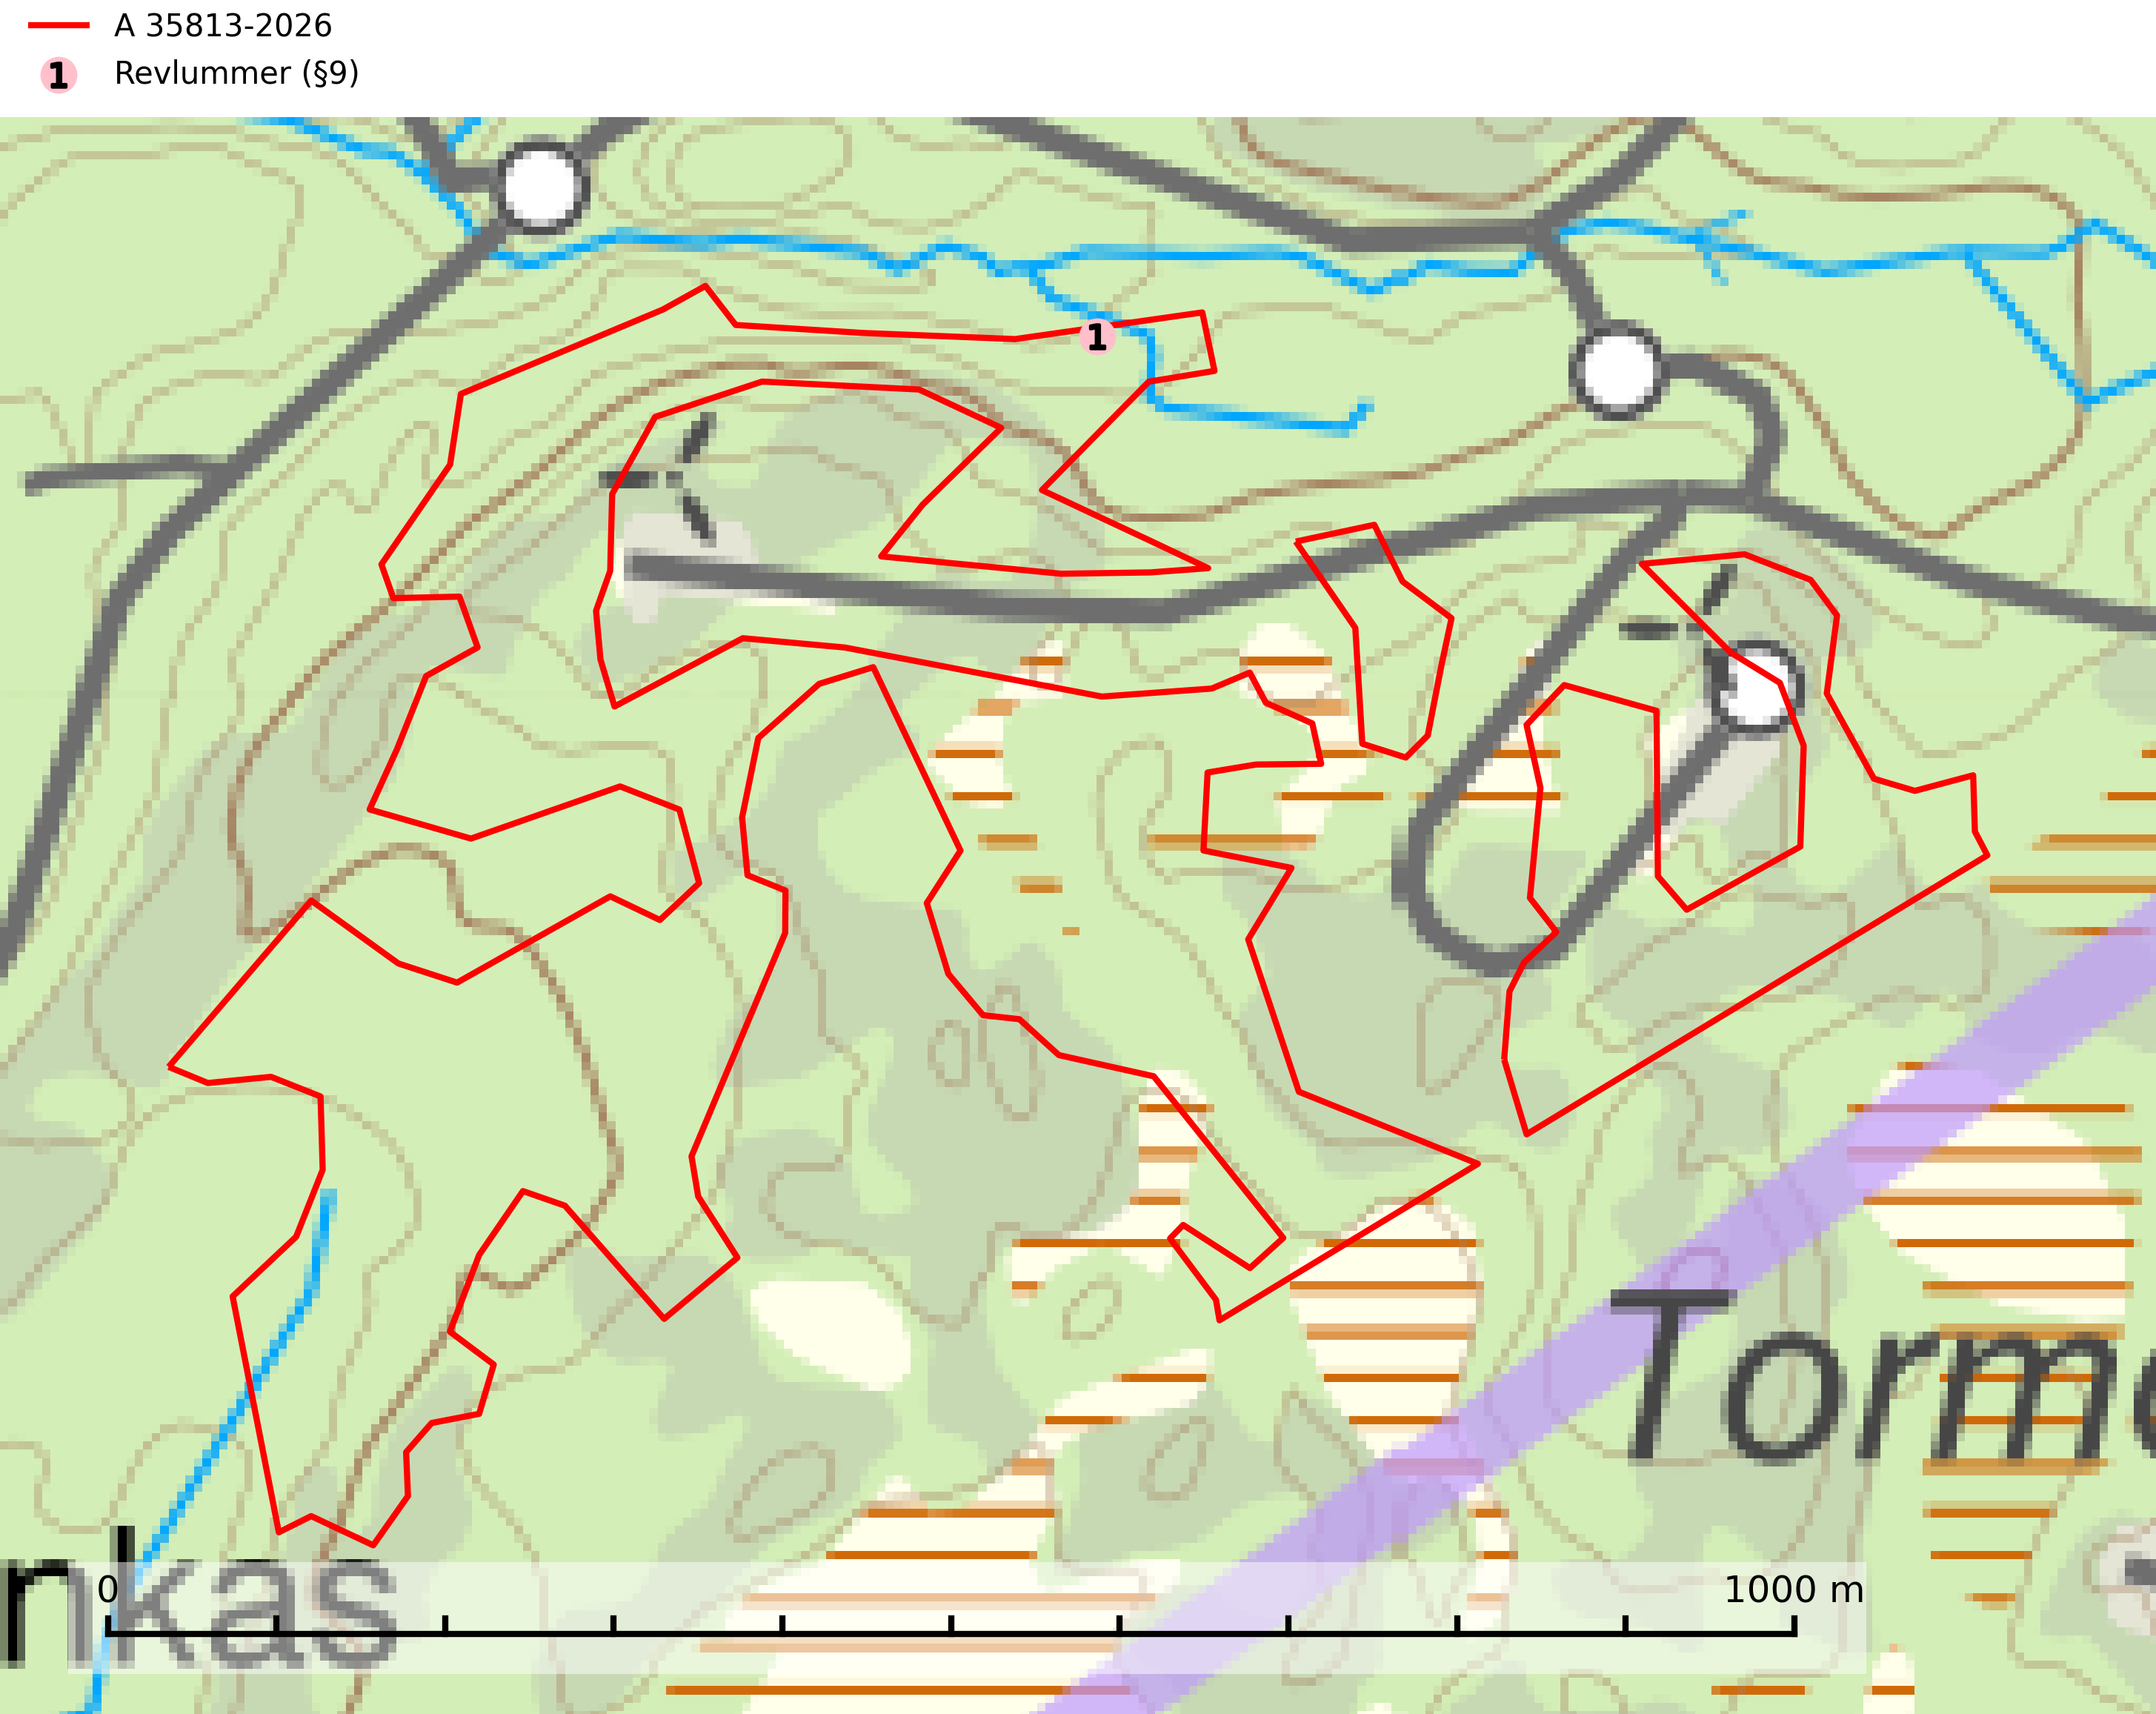 A 35813-2026
1 Revlummer (§9)
1
Torm
nkas
0 1000 m